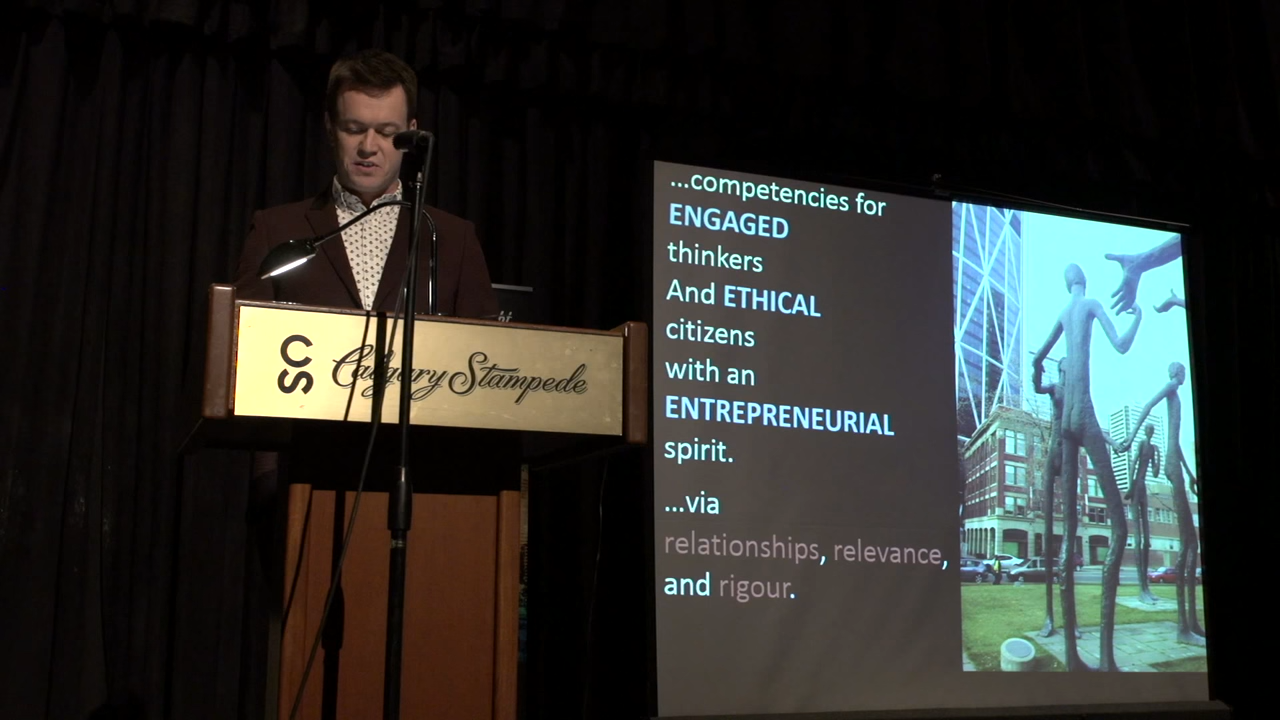 ...competencies for
ENGAGED
thinkers
And ETHICAL
citizens
with an
ENTREPRENEURIAL
spirit.
...via
relationships, relevance,
and rigour.
CS
Calgary Stampede